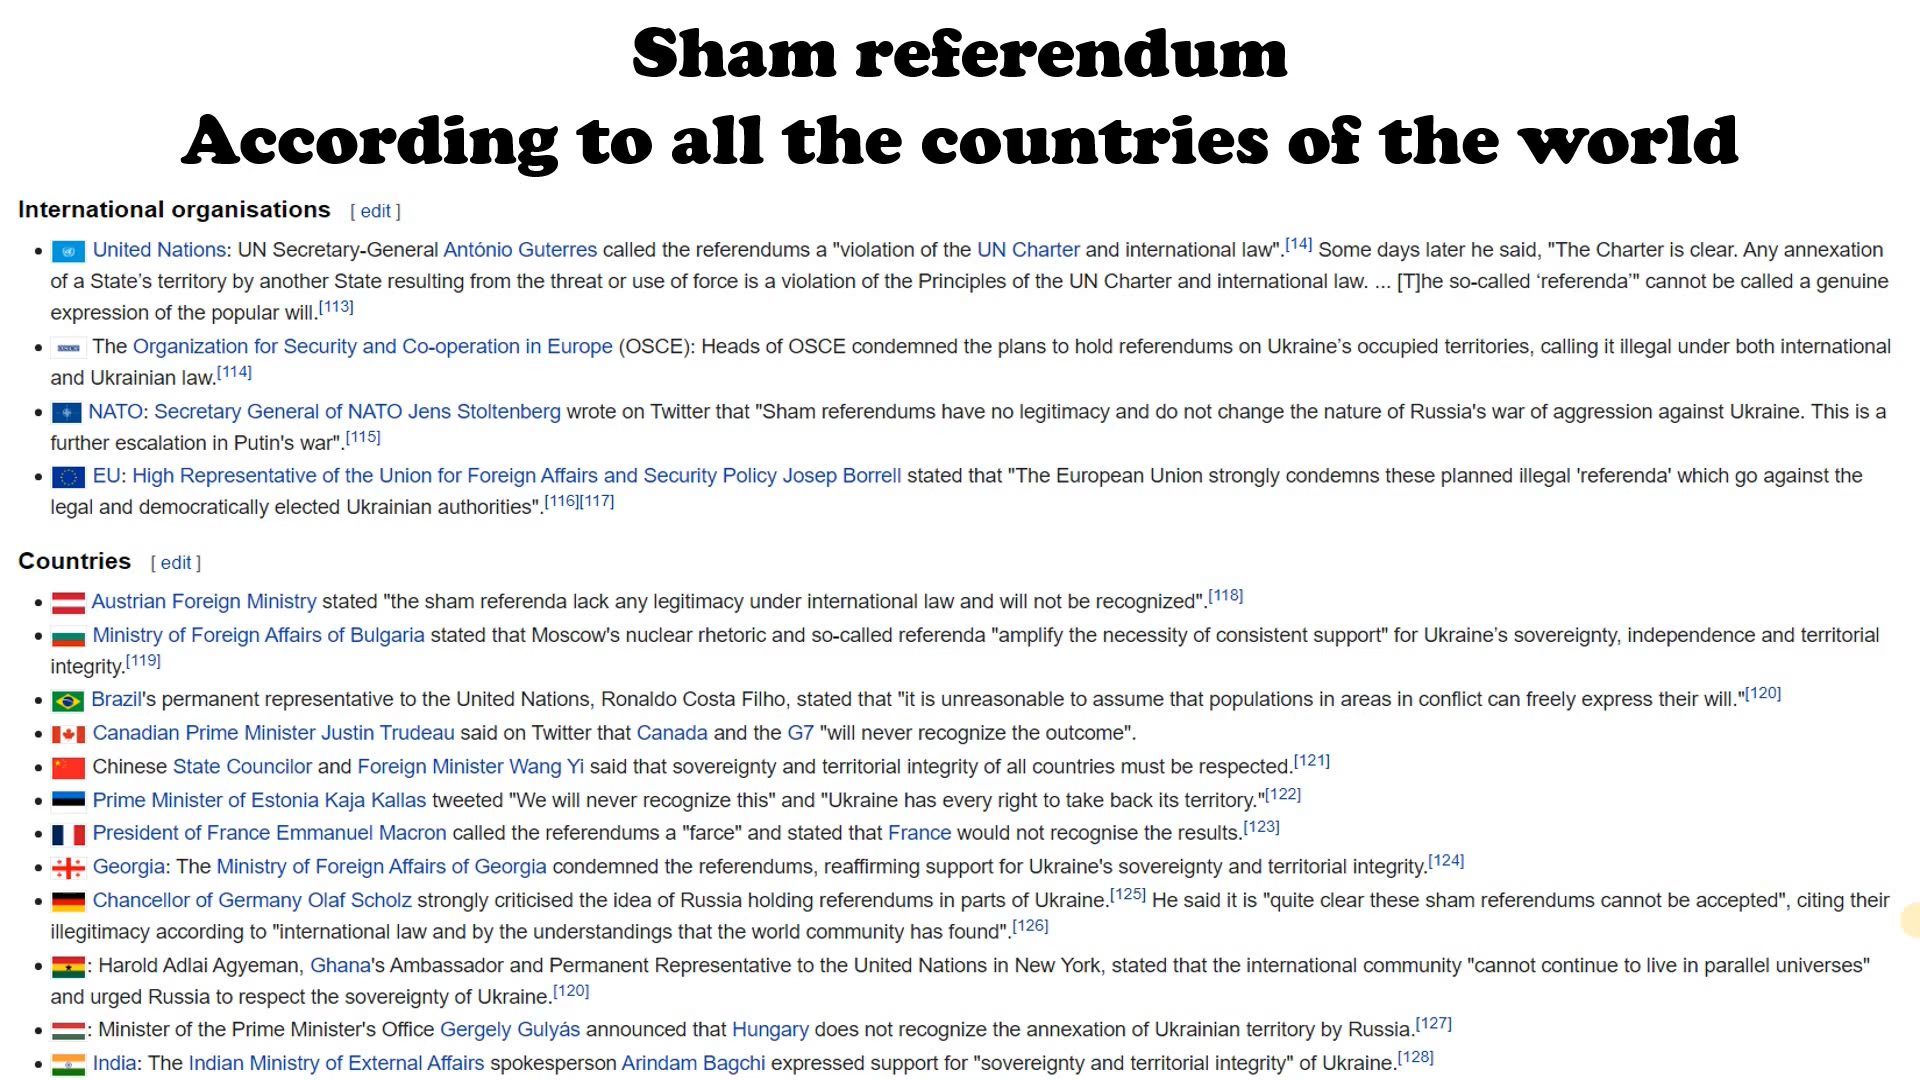 Sham referendum
According to all the countries of the world
International organisations [ edit ]
• United Nations: UN Secretary-General António Guterres called the referendums a "violation of the UN Charter and international law".[14] Some days later he said, "The Charter is clear. Any annexation
of a State’s territory by another State resulting from the threat or use of force is a violation of the Principles of the UN Charter and international law. ... [T]he so-called ‘referenda’" cannot be called a genuine
expression of the popular will.[113]
• The Organization for Security and Co-operation in Europe (OSCE): Heads of OSCE condemned the plans to hold referendums on Ukraine’s occupied territories, calling it illegal under both international
and Ukrainian law.[114]
• NATO: Secretary General of NATO Jens Stoltenberg wrote on Twitter that "Sham referendums have no legitimacy and do not change the nature of Russia's war of aggression against Ukraine. This is a
further escalation in Putin's war".[115]
• EU: High Representative of the Union for Foreign Affairs and Security Policy Josep Borrell stated that "The European Union strongly condemns these planned illegal 'referenda' which go against the
legal and democratically elected Ukrainian authorities".[116][117]
Countries [ edit ]
• Austrian Foreign Ministry stated "the sham referenda lack any legitimacy under international law and will not be recognized".[118]
• Ministry of Foreign Affairs of Bulgaria stated that Moscow's nuclear rhetoric and so-called referenda "amplify the necessity of consistent support" for Ukraine’s sovereignty, independence and territorial
integrity.[119]
• Brazil's permanent representative to the United Nations, Ronaldo Costa Filho, stated that "it is unreasonable to assume that populations in areas in conflict can freely express their will."[120]
• Canadian Prime Minister Justin Trudeau said on Twitter that Canada and the G7 "will never recognize the outcome".
• Chinese State Councilor and Foreign Minister Wang Yi said that sovereignty and territorial integrity of all countries must be respected.[121]
• Prime Minister of Estonia Kaja Kallas tweeted "We will never recognize this" and "Ukraine has every right to take back its territory."[122]
• President of France Emmanuel Macron called the referendums a "farce" and stated that France would not recognise the results.[123]
• Georgia: The Ministry of Foreign Affairs of Georgia condemned the referendums, reaffirming support for Ukraine's sovereignty and territorial integrity.[124]
• Chancellor of Germany Olaf Scholz strongly criticised the idea of Russia holding referendums in parts of Ukraine.[125] He said it is "quite clear these sham referendums cannot be accepted", citing their
illegitimacy according to "international law and by the understandings that the world community has found".[126]
• : Harold Adlai Agyeman, Ghana's Ambassador and Permanent Representative to the United Nations in New York, stated that the international community "cannot continue to live in parallel universes"
and urged Russia to respect the sovereignty of Ukraine.[120]
• : Minister of the Prime Minister's Office Gergely Gulyás announced that Hungary does not recognize the annexation of Ukrainian territory by Russia.[127]
• India: The Indian Ministry of External Affairs spokesperson Arindam Bagchi expressed support for "sovereignty and territorial integrity" of Ukraine.[128]